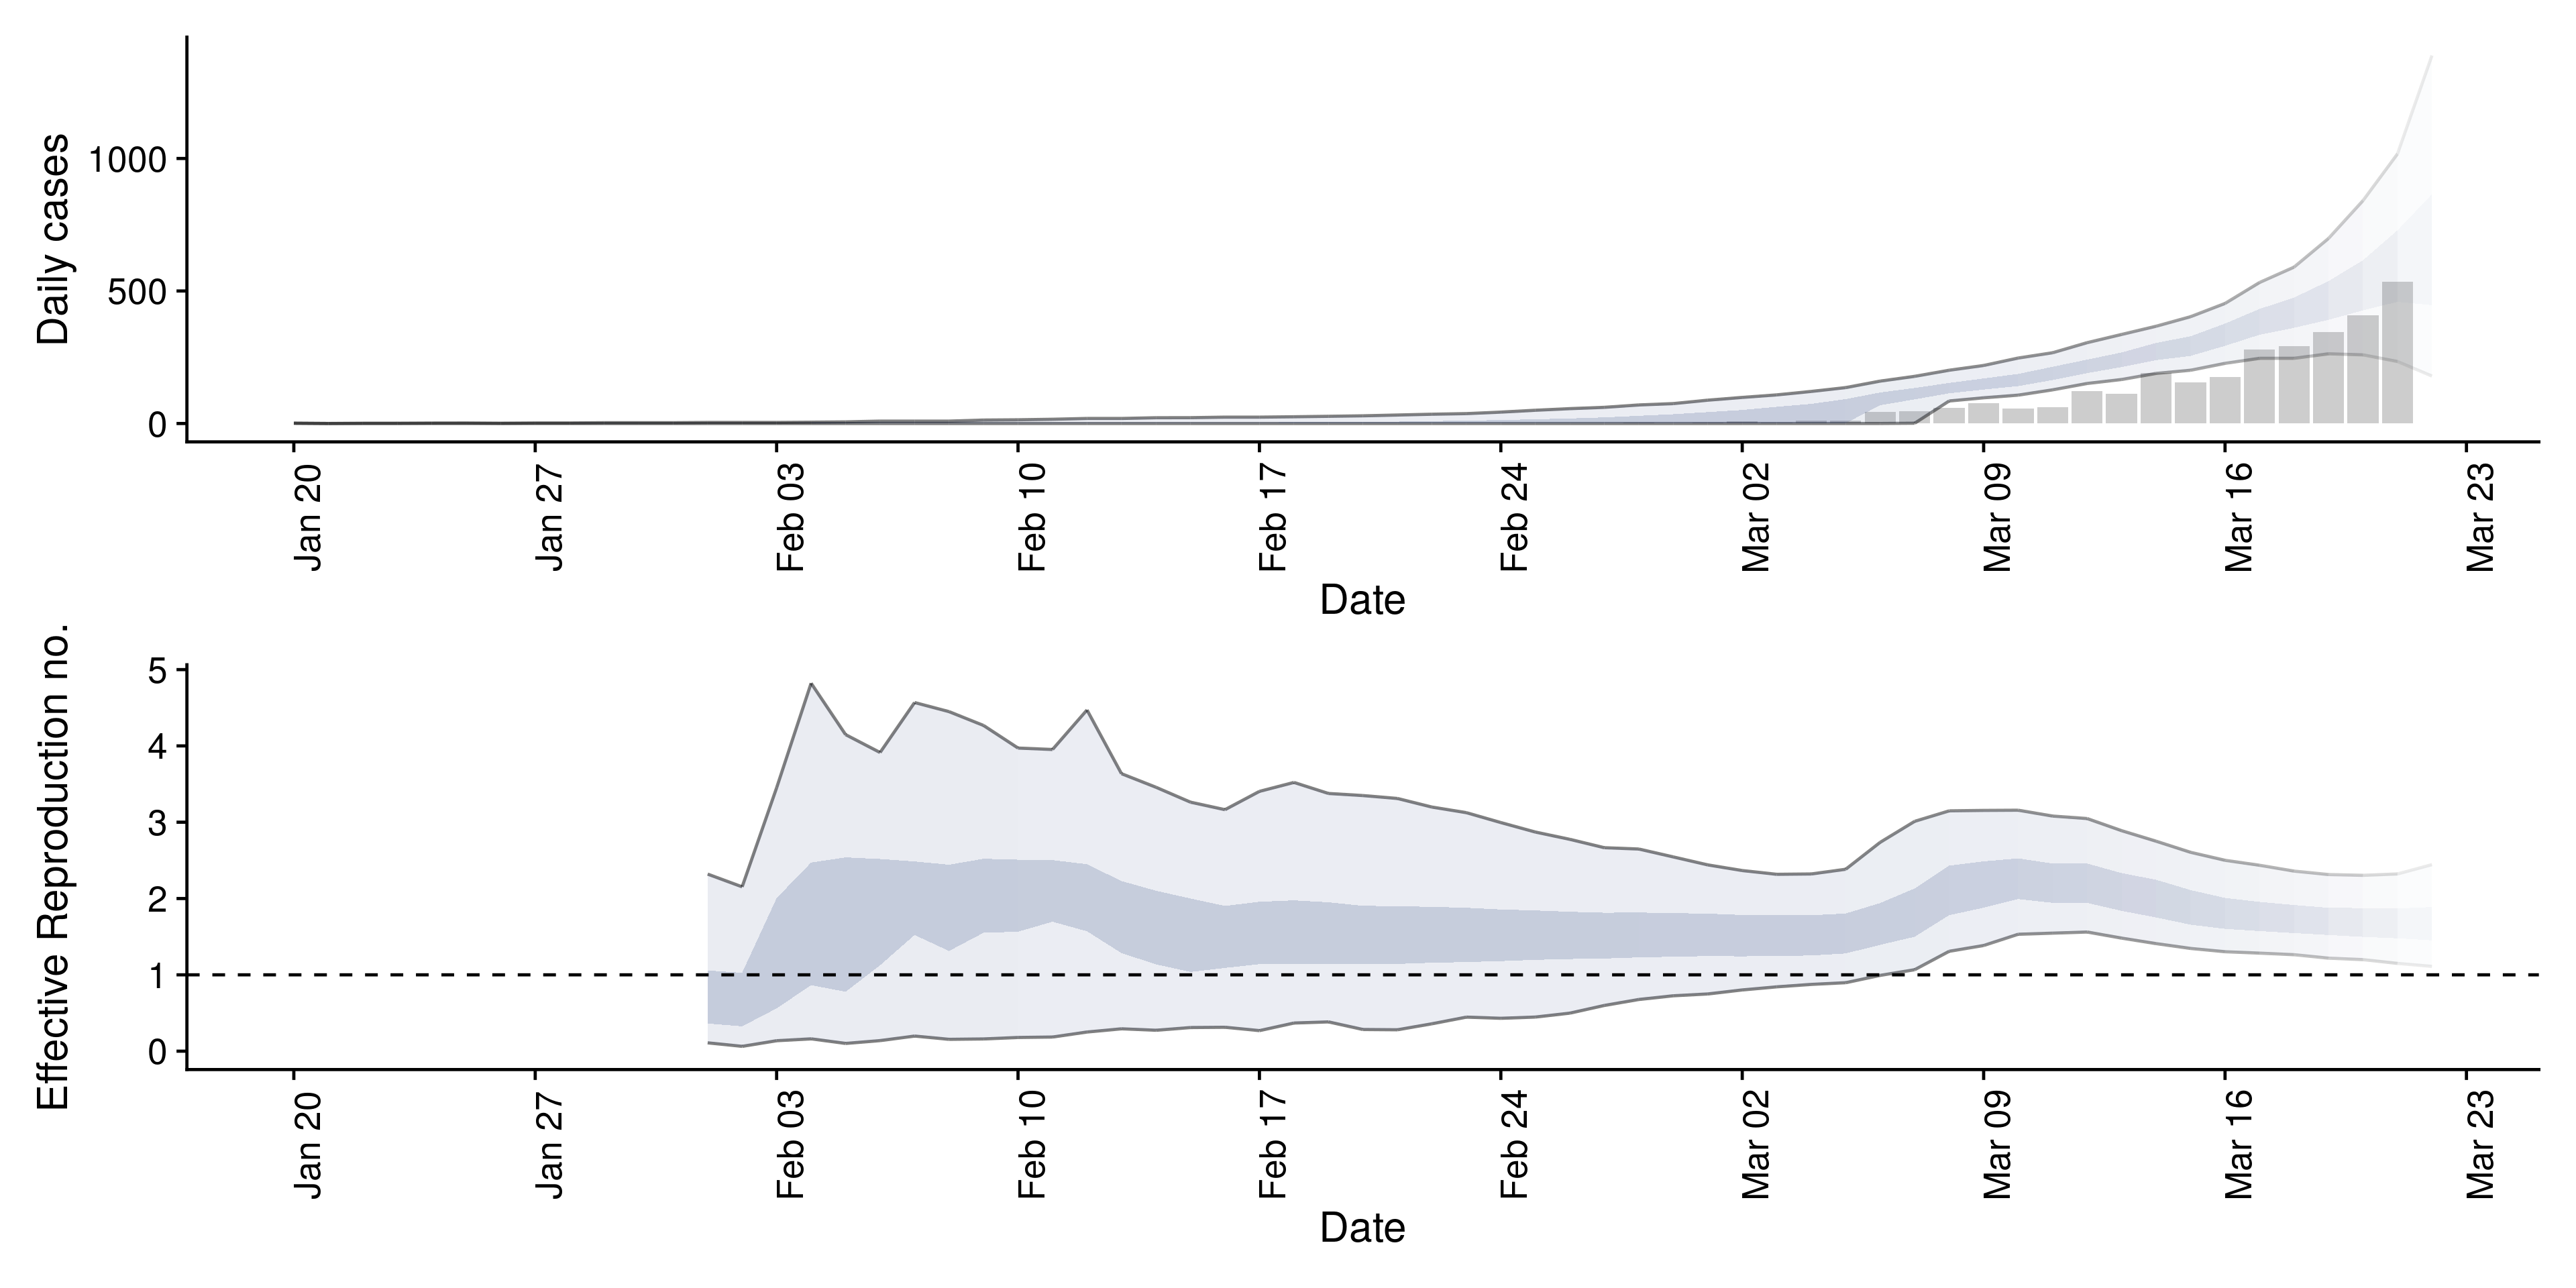 Daily cases
1000
500
0
Jan 20
Jan 27
Feb 03
Feb 10
Feb 17
Feb 24
Mar 02
Mar 09
Mar 16
Mar 23
Date
Effective Reproduction no.
5
4
3
2
1
0
Jan 20
Jan 27
Feb 03
Feb 10
Feb 17
Feb 24
Mar 02
Mar 09
Mar 16
Mar 23
Date